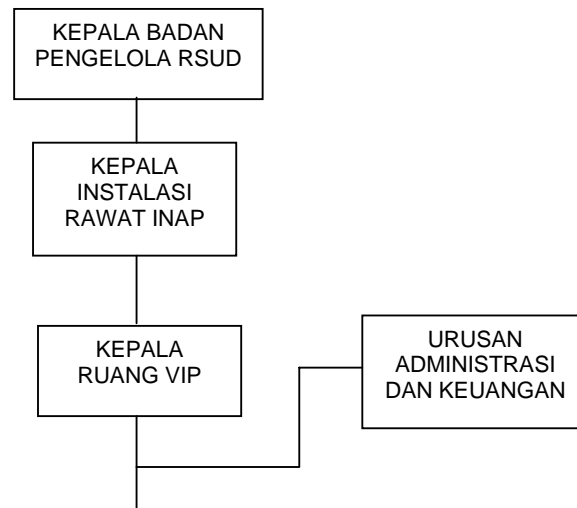 KEPALA BADAN
PENGELOLA RSUD
KEPALA
INSTALASI
RAWAT INAP
KEPALA
RUANG VIP
URUSAN
ADMINISTRASI
DAN KEUANGAN